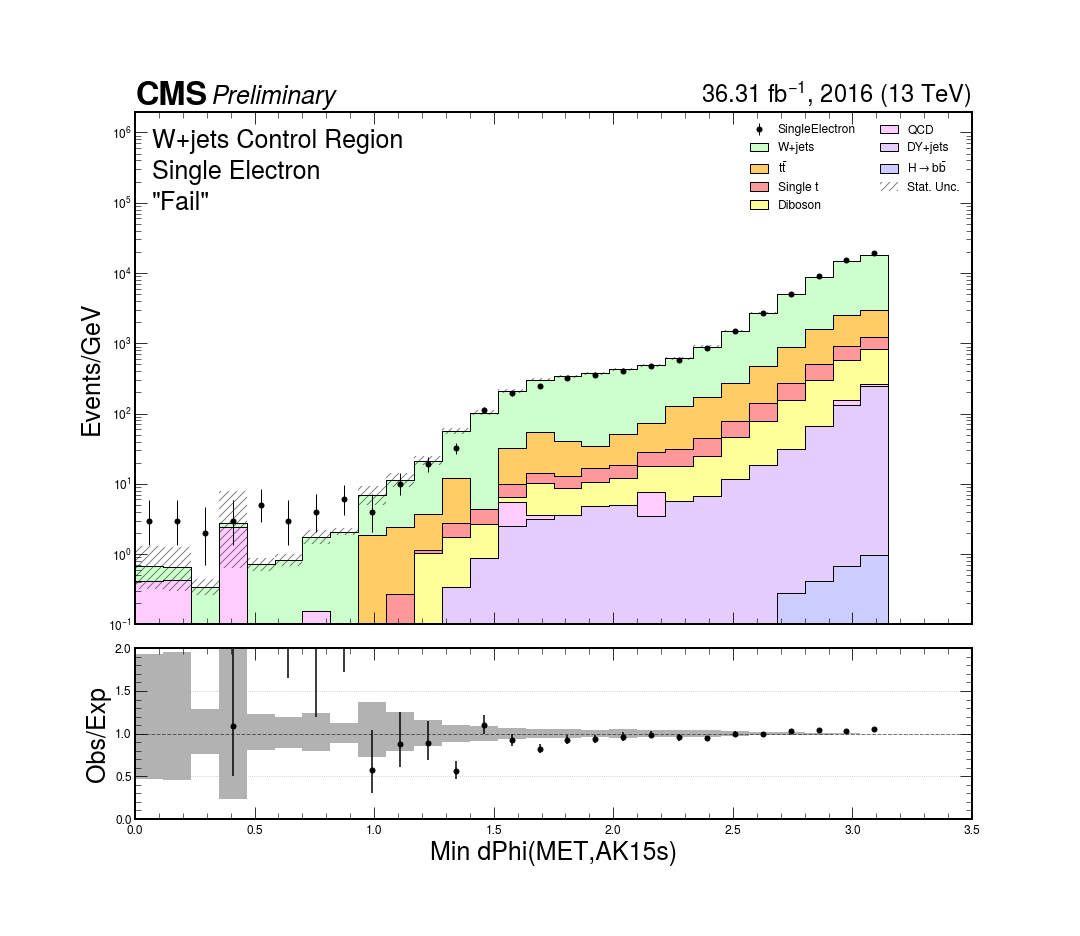 CMS Preliminary 36.31 fb⁻¹, 2016 (13 TeV)
W+jets Control Region
Single Electron
"Fail"
SingleElectron
W+jets
tt̄
Single t
Diboson
QCD
DY+jets
H→bb̄
Stat. Unc.
Events/GeV
10⁶
10⁵
10⁴
10³
10²
10¹
10⁰
10⁻¹
Obs/Exp
2.0
1.5
1.0
0.5
0.0
0.0 0.5 1.0 1.5 2.0 2.5 3.0 3.5
Min dPhi(MET,AK15s)